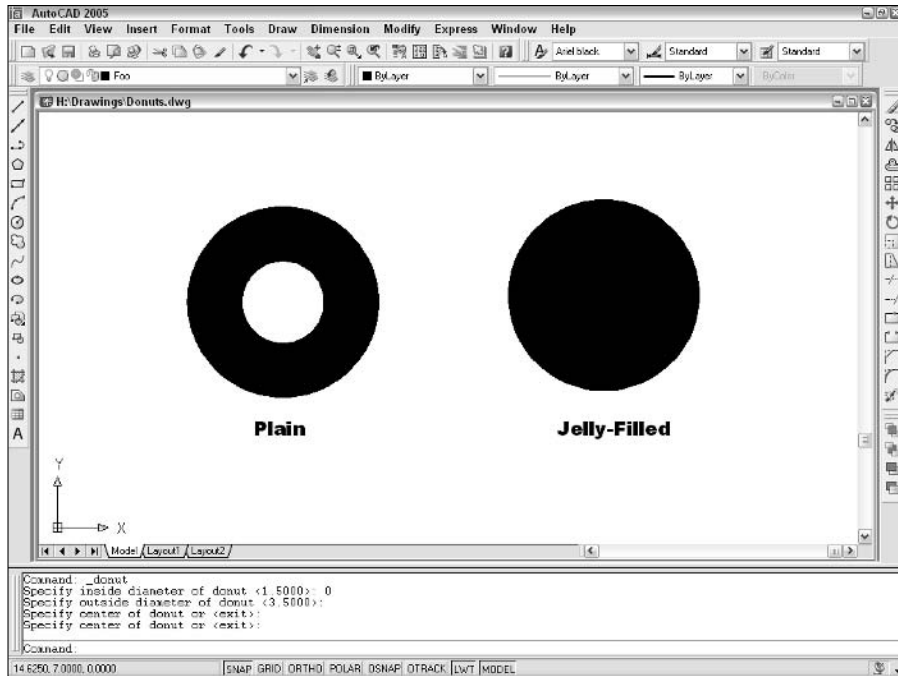 AutoCAD 2005
File Edit View Insert Format Tools Draw Dimension Modify Express Window Help
Ariel black Standard Standard
Foo ByLayer ByLayer ByLayer ByColor
H:\Drawings\Donuts.dwg
Plain Jelly-Filled
Y
X
Model Layout1 Layout2
Command: _donut
Specify inside diameter of donut <1.5000>: 0
Specify outside diameter of donut <3.5000>:
Specify center of donut or <exit>:
Specify center of donut or <exit>:
Command:
14.6250, 7.0000, 0.0000 SNAP GRID ORTHO POLAR OSNAP OTRACK LWT MODEL